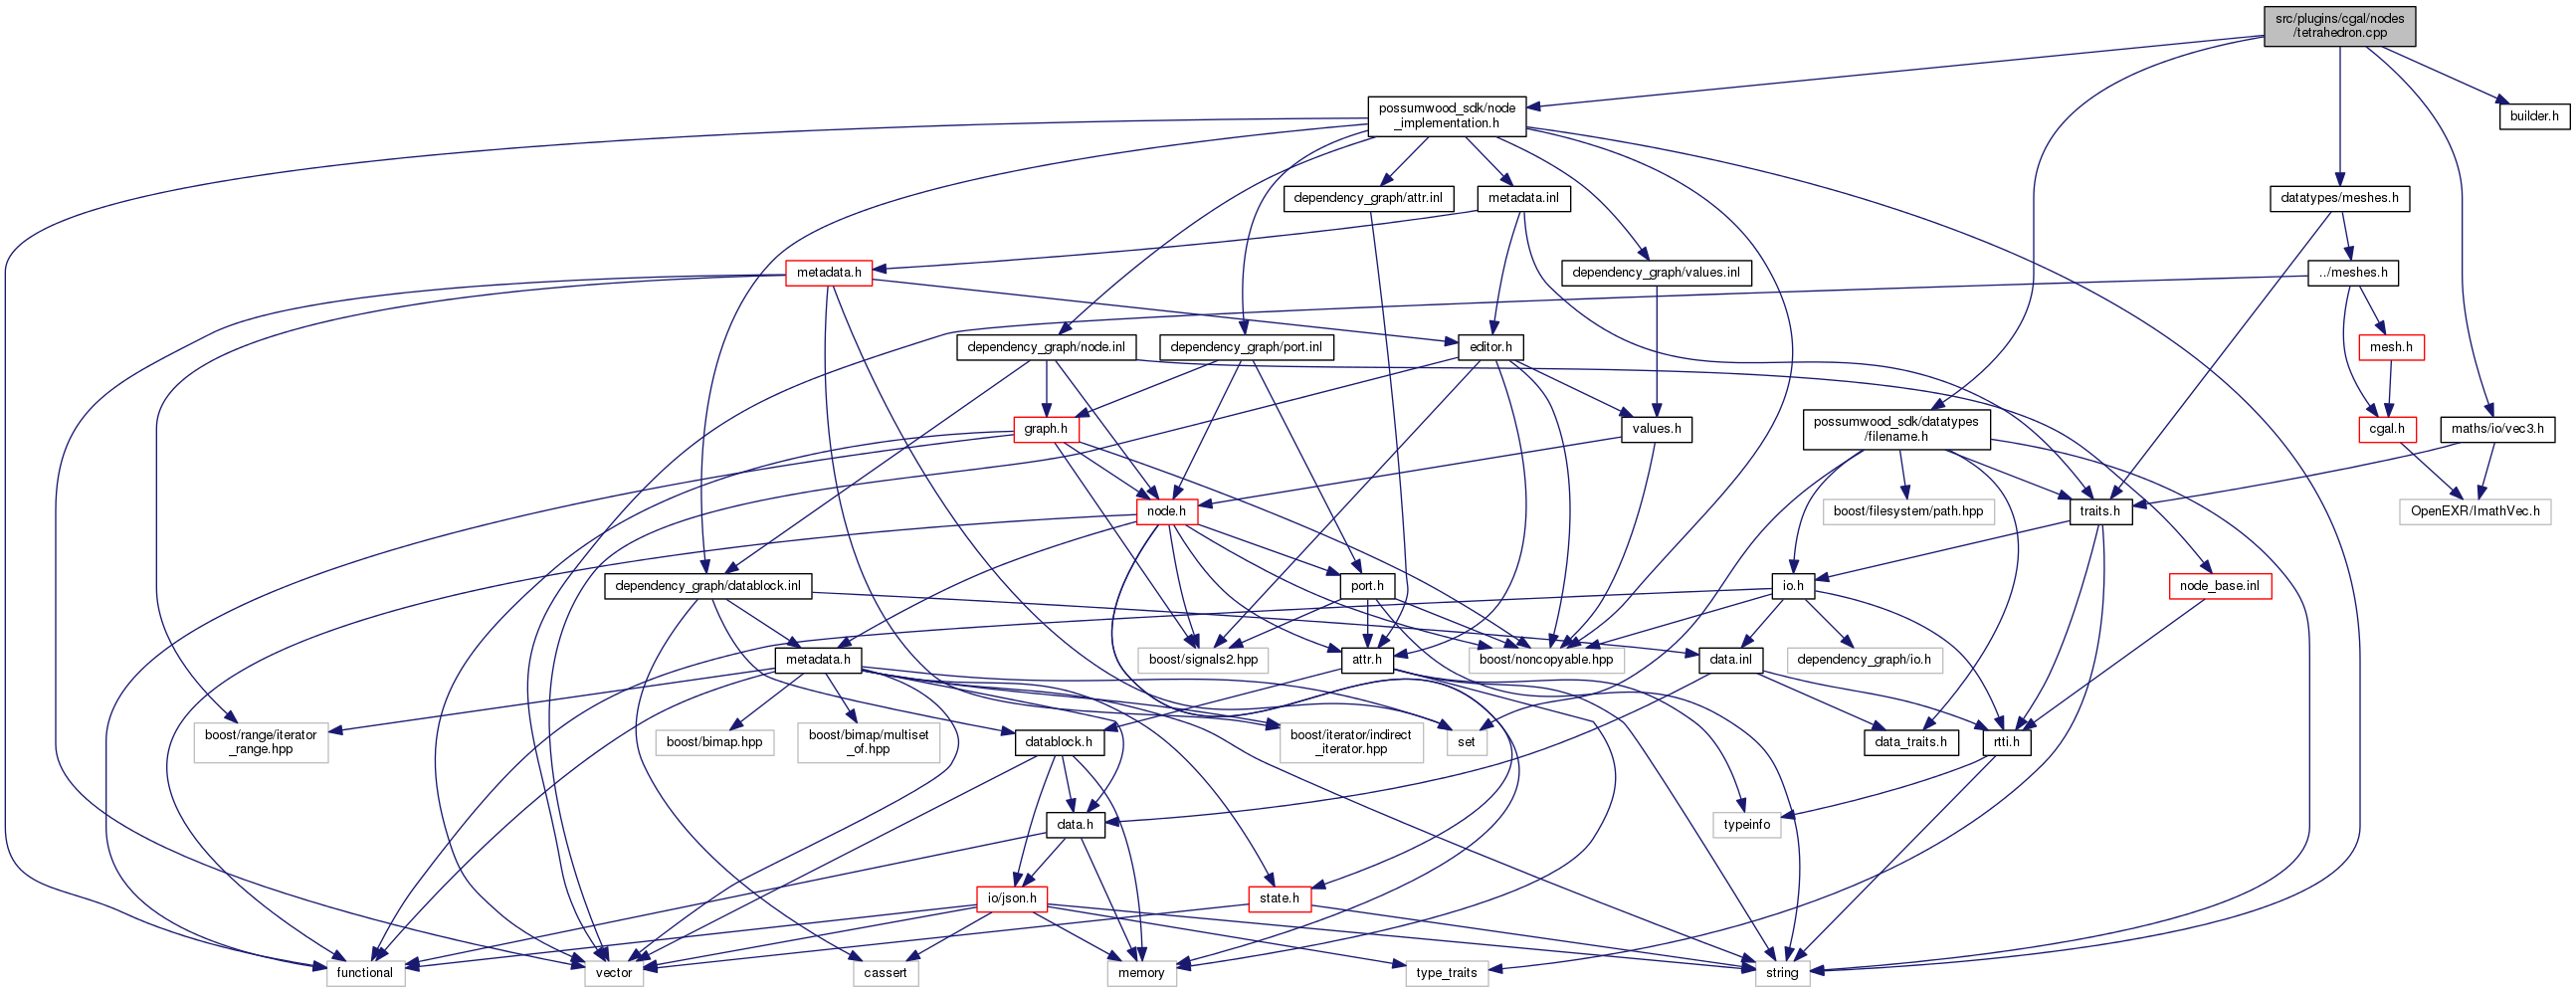 src/plugins/cgal/nodes
/tetrahedron.cpp
possumwood_sdk/node
_implementation.h
builder.h
dependency_graph/attr.inl
metadata.inl
datatypes/meshes.h
metadata.h
dependency_graph/values.inl
../meshes.h
dependency_graph/node.inl
dependency_graph/port.inl
editor.h
mesh.h
graph.h
values.h
possumwood_sdk/datatypes
/filename.h
cgal.h
maths/io/vec3.h
node.h
boost/filesystem/path.hpp
traits.h
OpenEXR/ImathVec.h
dependency_graph/datablock.inl
port.h
io.h
node_base.inl
metadata.h
boost/signals2.hpp
attr.h
boost/noncopyable.hpp
data.inl
dependency_graph/io.h
boost/range/iterator
_range.hpp
boost/bimap.hpp
boost/bimap/multiset
_of.hpp
datablock.h
boost/iterator/indirect
_iterator.hpp
set
data_traits.h
rtti.h
data.h
typeinfo
io/json.h
state.h
functional
vector
cassert
memory
type_traits
string